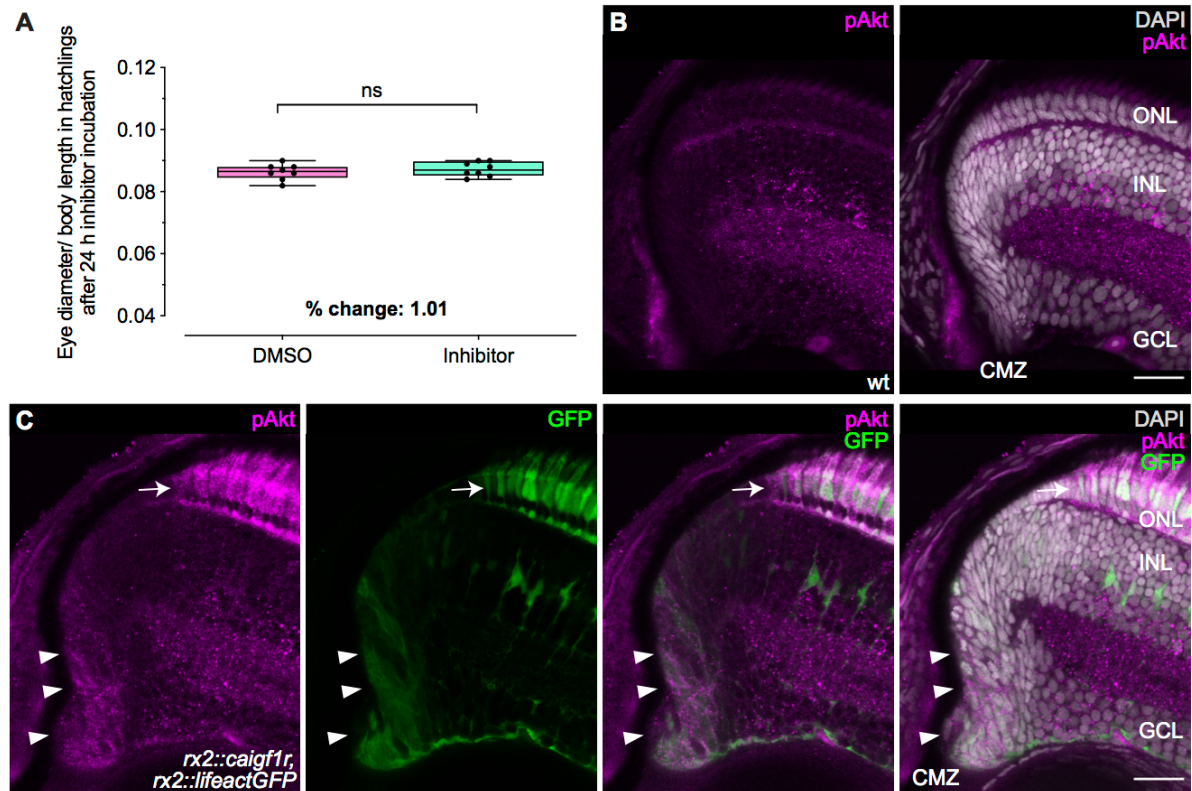 A
Eye diameter/ body length in hatchlings
after 24 h inhibitor incubation
0.12
0.10
0.08
0.06
0.04
ns
% change: 1.01
DMSO
Inhibitor
B
pAkt
wt
DAPI
pAkt
ONL
INL
GCL
CMZ
C
pAkt
rx2::caigf1r,
rx2::lifeactGFP
GFP
pAkt
GFP
DAPI
pAkt
GFP
ONL
INL
GCL
CMZ